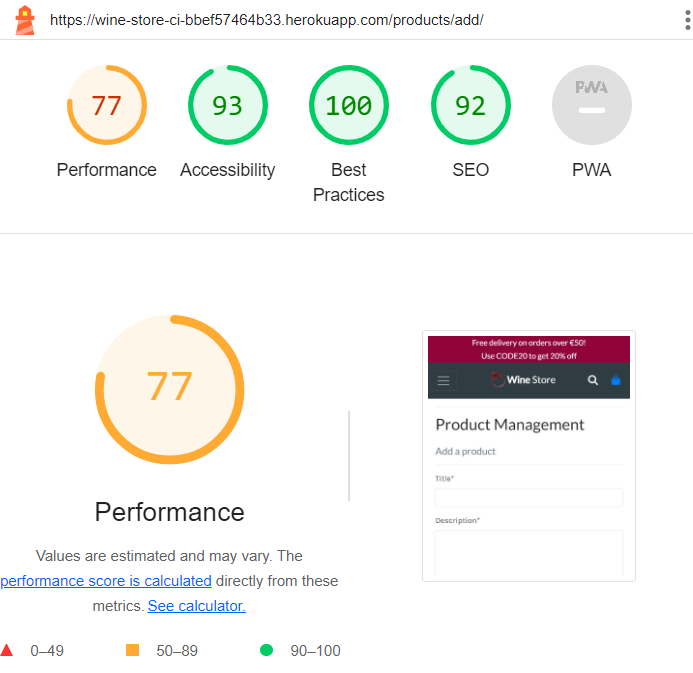 https://wine-store-ci-bbef57464b33.herokuapp.com/products/add/
77
93
100
92
PWA
Performance
Accessibility
Best
Practices
SEO
PWA
77
Performance
Values are estimated and may vary. The
performance score is calculated directly from these
metrics. See calculator.
0–49
50–89
90–100
Free delivery on orders over €50!
Use CODE20 to get 20% off
Wine Store
Product Management
Add a product
Title*
Description*